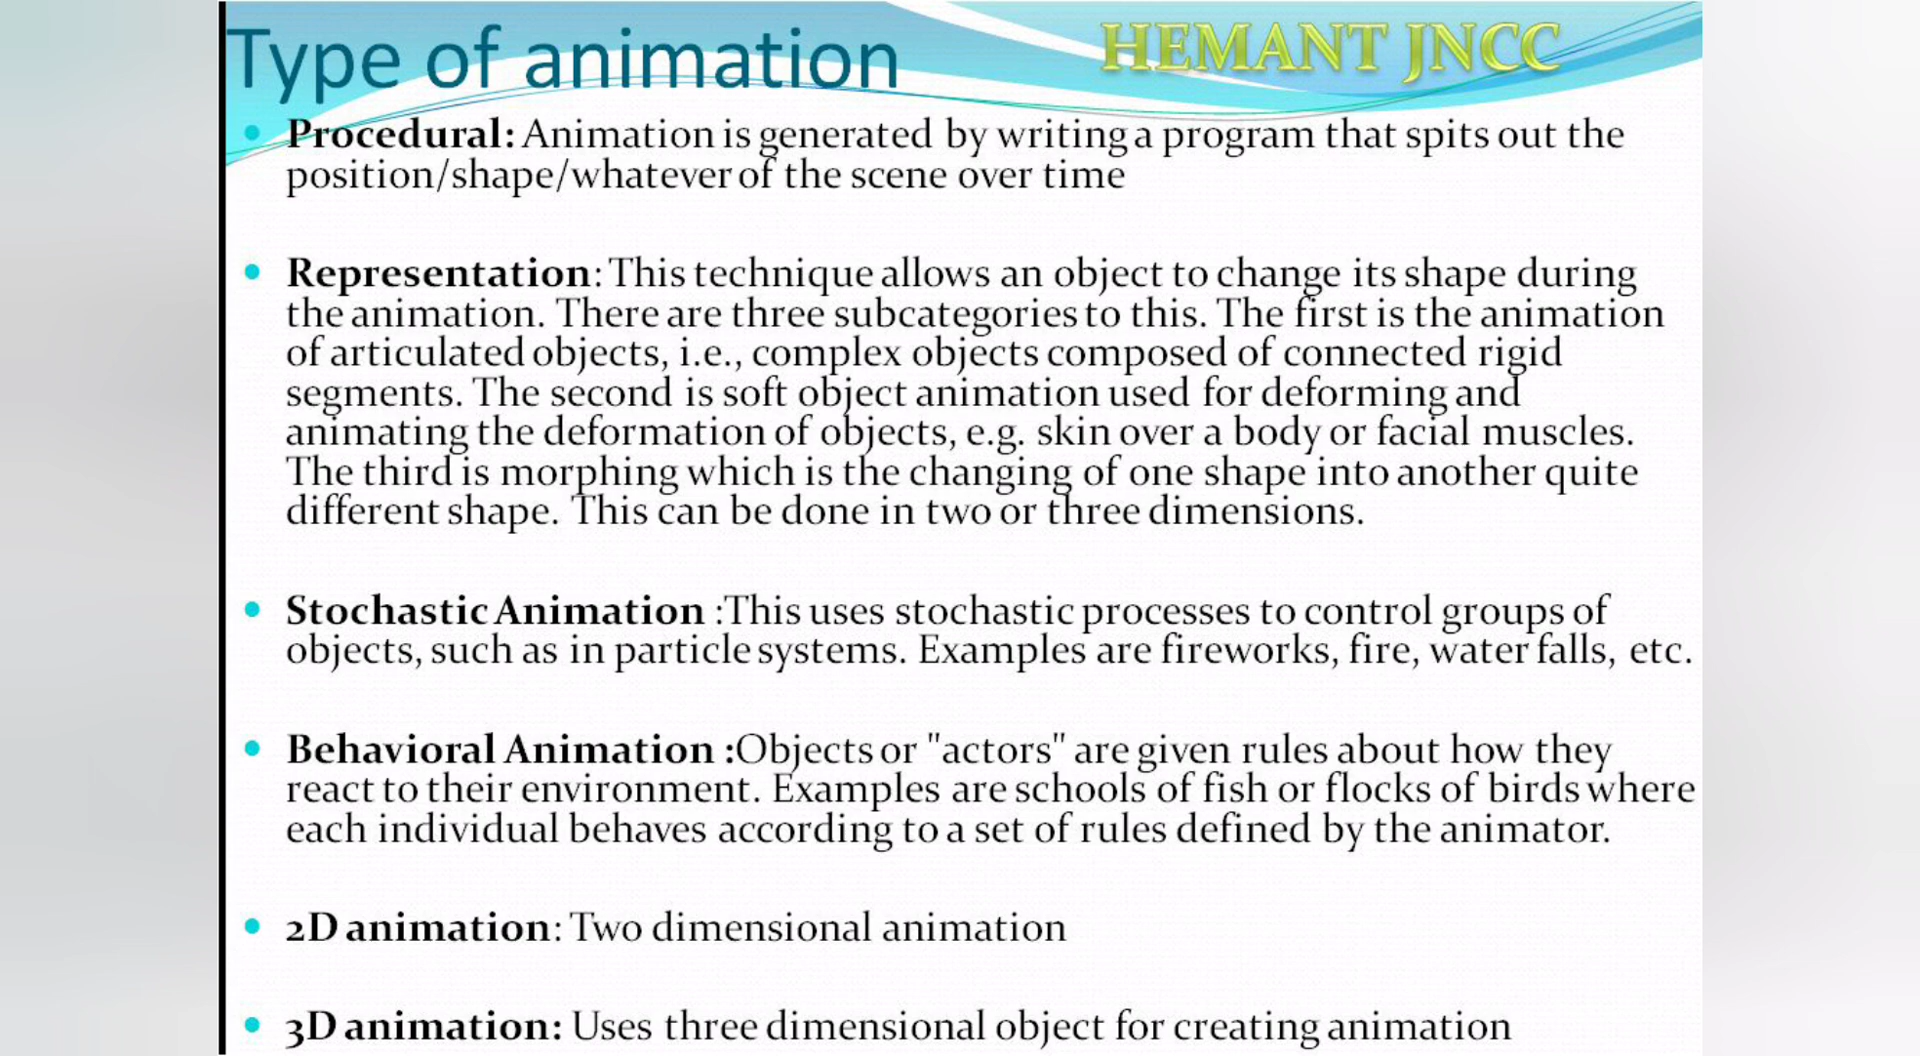 Type of animation
HEMANT JNCC
Procedural: Animation is generated by writing a program that spits out the
position/shape/whatever of the scene over time
Representation: This technique allows an object to change its shape during
the animation. There are three subcategories to this. The first is the animation
of articulated objects, i.e., complex objects composed of connected rigid
segments. The second is soft object animation used for deforming and
animating the deformation of objects, e.g. skin over a body or facial muscles.
The third is morphing which is the changing of one shape into another quite
different shape. This can be done in two or three dimensions.
Stochastic Animation :This uses stochastic processes to control groups of
objects, such as in particle systems. Examples are fireworks, fire, water falls, etc.
Behavioral Animation :Objects or "actors" are given rules about how they
react to their environment. Examples are schools of fish or flocks of birds where
each individual behaves according to a set of rules defined by the animator.
2D animation: Two dimensional animation
3D animation: Uses three dimensional object for creating animation